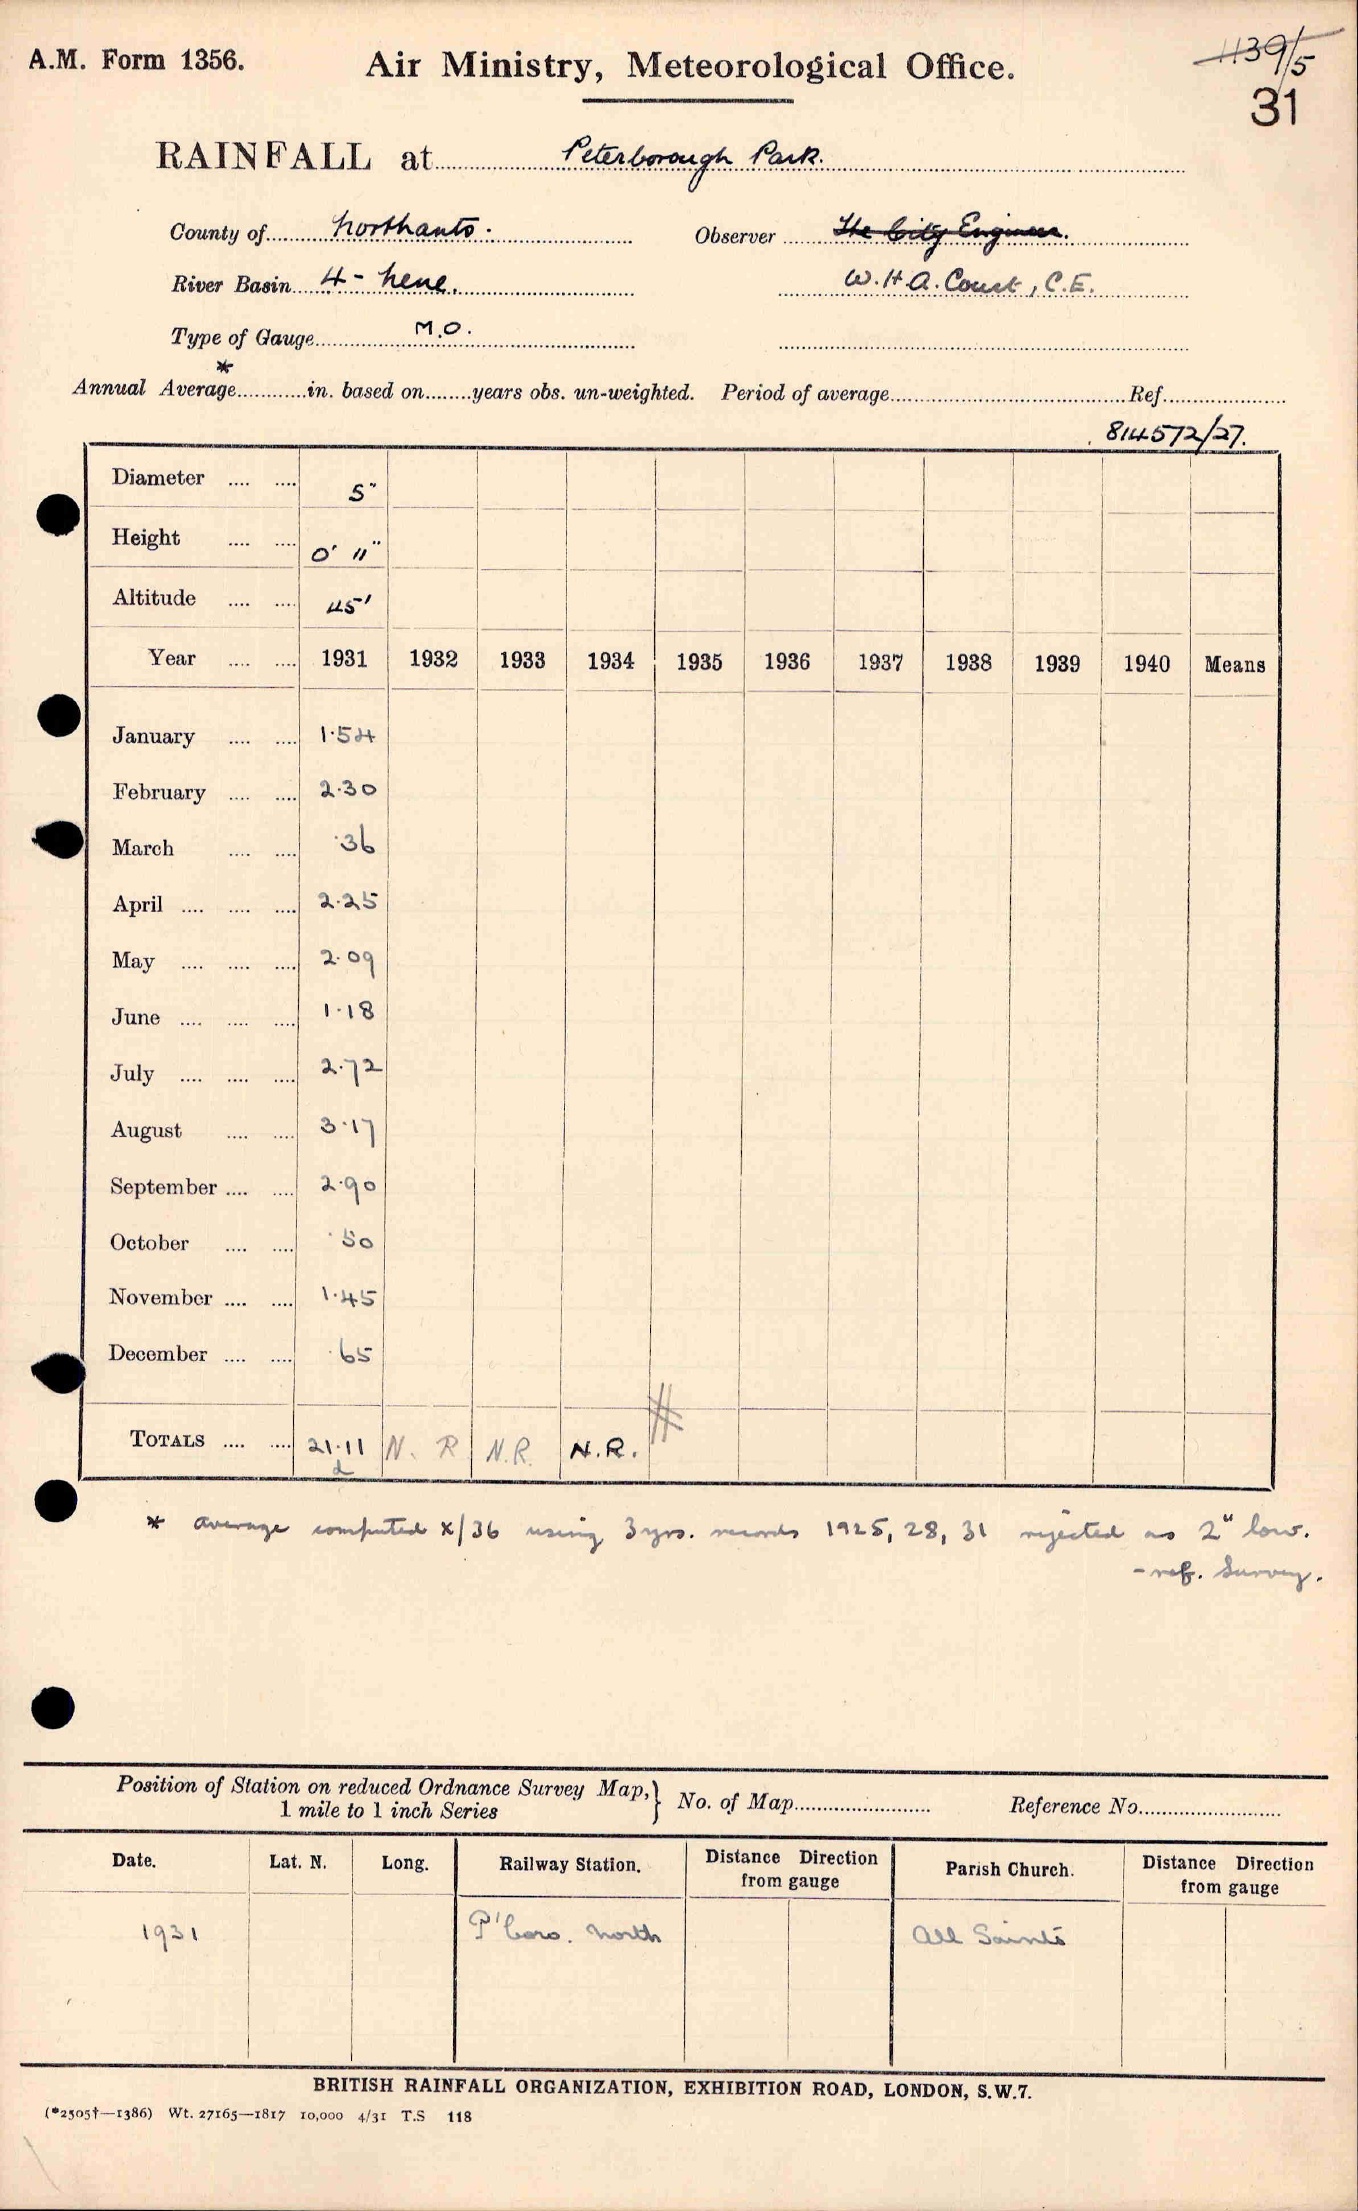 A.M. Form 1356.
Air Ministry, Meteorological Office.
1139/5
31
RAINFALL at Peterborough Park.
County of Northants. Observer The City Engineer.
River Basin 4 - Nene. W.H.A. Court, C.E.
Type of Gauge M.O.
*
Annual Average in. based on years obs. un-weighted. Period of average Ref.
814572/27.
Diameter .... .... 5"
Height .... .... 0' 11"
Altitude .... .... 45'
Year .... .... 1931 1932 1933 1934 1935 1936 1937 1938 1939 1940 Means
January .... .... 1.54
February .... .... 2.30
March .... .... .36
April .... .... .... 2.25
May .... .... .... 2.09
June .... .... .... 1.18
July .... .... .... 2.72
August .... .... 3.17
September .... .... 2.90
October .... .... .50
November .... .... 1.45
December .... .... .65
TOTALS .... .... 21.11 N. R N.R. N.R.
* average computed x/36 using 3yrs. records 1925, 28, 31 rejected as 2" low.
- ref. Survey.
Position of Station on reduced Ordnance Survey Map, } No. of Map Reference No.
1 mile to 1 inch Series
Date. Lat. N. Long. Railway Station. Distance Direction from gauge Parish Church. Distance Direction from gauge
1931 P'boro. North All Saints
BRITISH RAINFALL ORGANIZATION, EXHIBITION ROAD, LONDON, S.W.7.
(*2505†—1386) Wt. 27165—1817 10,000 4/31 T.S 118